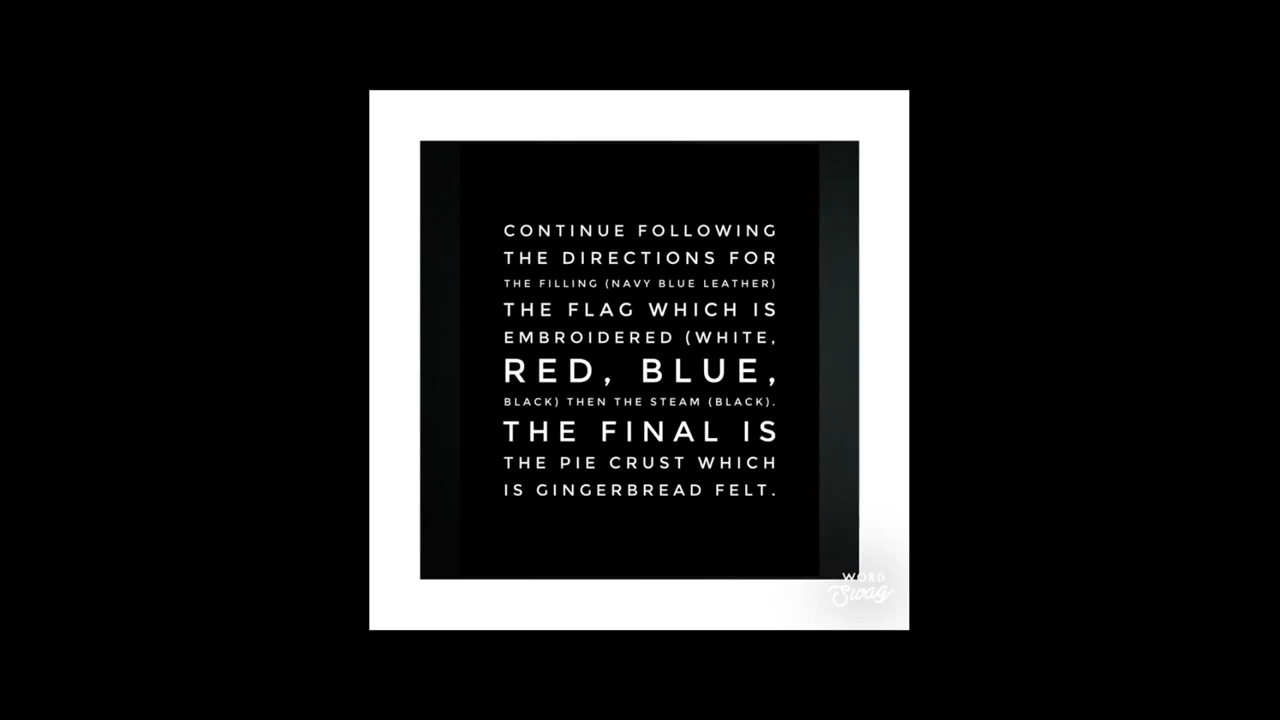 CONTINUE FOLLOWING
THE DIRECTIONS FOR
THE FILLING (NAVY BLUE LEATHER)
THE FLAG WHICH IS
EMBROIDERED (WHITE,
RED, BLUE,
BLACK) THEN THE STEAM (BLACK).
THE FINAL IS
THE PIE CRUST WHICH
IS GINGERBREAD FELT.
WORD
Swag